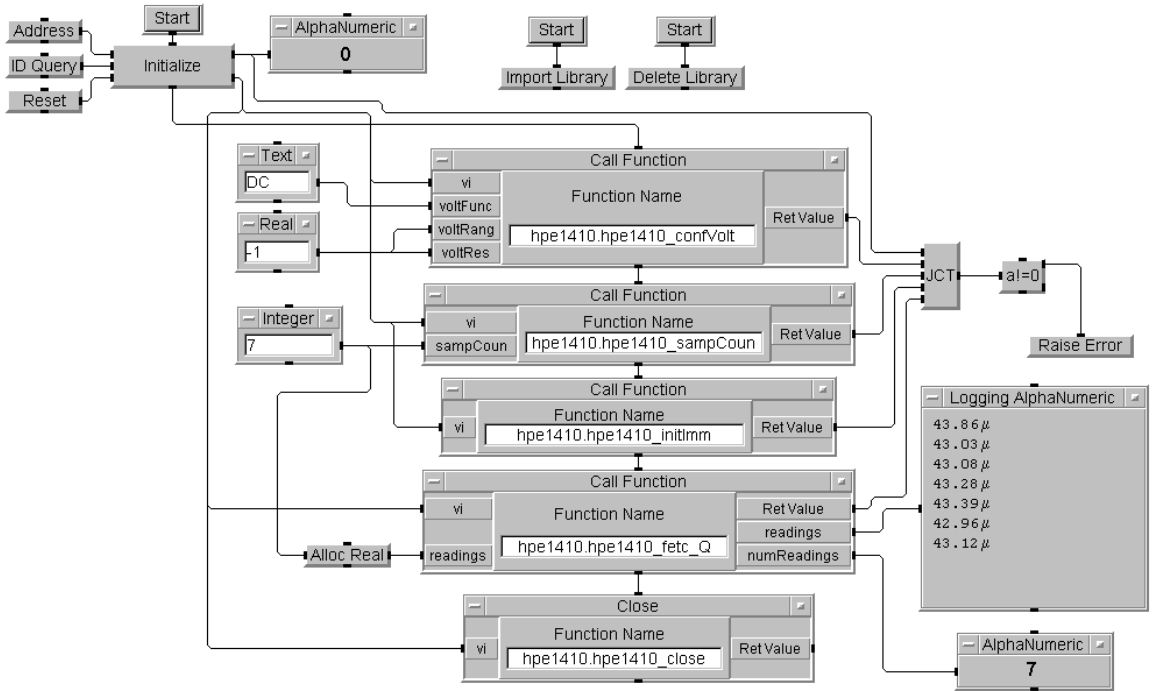 Address
Start
AlphaNumeric
0
Start
Start
ID Query
Initialize
Import Library
Delete Library
Reset
Text
DC
Real
-1
Call Function
vi
voltFunc
voltRang
voltRes
Function Name
hpe1410.hpe1410_confVolt
Ret Value
JCT
a!=0
Raise Error
Integer
7
Call Function
vi
sampCoun
Function Name
hpe1410.hpe1410_sampCoun
Ret Value
Call Function
vi
Function Name
hpe1410.hpe1410_initImm
Ret Value
Logging AlphaNumeric
43.86μ
43.03μ
43.08μ
43.28μ
43.39μ
42.96μ
43.12μ
Call Function
vi
readings
Function Name
hpe1410.hpe1410_fetc_Q
Ret Value
readings
numReadings
Alloc Real
Close
vi
Function Name
hpe1410.hpe1410_close
Ret Value
AlphaNumeric
7